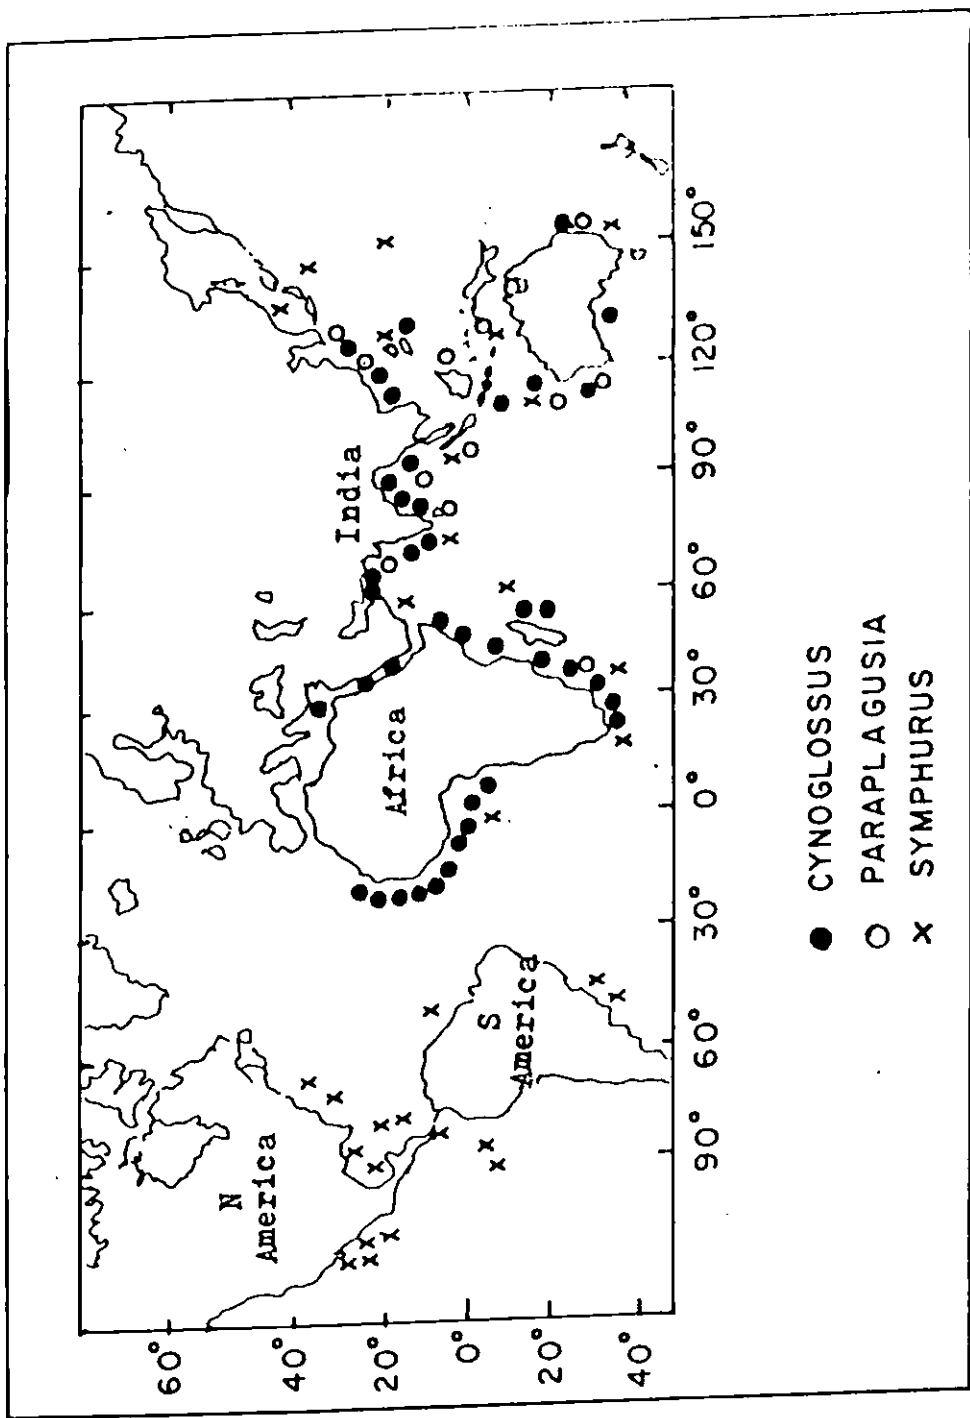 60°
40°
20°
0°
20°
40°
90°
60°
30°
0°
30°
60°
90°
120°
150°
N
America
S
America
Africa
India
● CYNOGLOSSUS
○ PARAPLAGUSIA
x SYMPHURUS